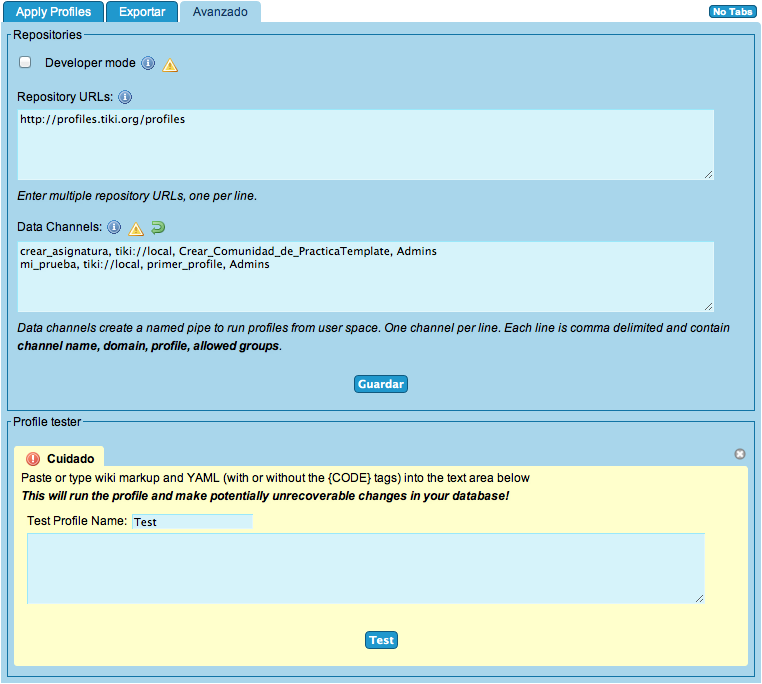 Apply Profiles Exportar Avanzado No Tabs
Repositories
Developer mode
Repository URLs:
http://profiles.tiki.org/profiles
Enter multiple repository URLs, one per line.
Data Channels:
crear_asignatura, tiki://local, Crear_Comunidad_de_PracticaTemplate, Admins
mi_prueba, tiki://local, primer_profile, Admins
Data channels create a named pipe to run profiles from user space. One channel per line. Each line is comma delimited and contain
channel name, domain, profile, allowed groups.
Guardar
Profile tester
Cuidado
Paste or type wiki markup and YAML (with or without the {CODE} tags) into the text area below
This will run the profile and make potentially unrecoverable changes in your database!
Test Profile Name: Test
Test